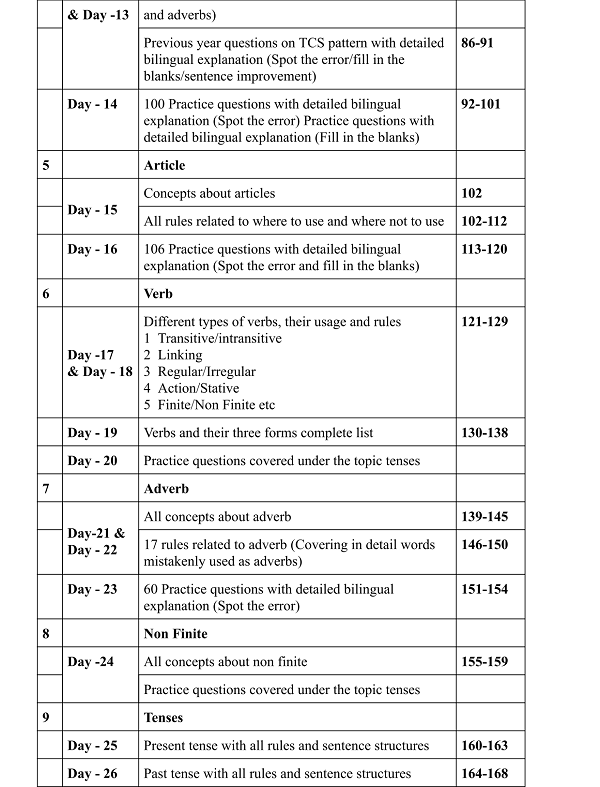 & Day -13
and adverbs)
Previous year questions on TCS pattern with detailed
bilingual explanation (Spot the error/fill in the
blanks/sentence improvement)
86-91
Day - 14
100 Practice questions with detailed bilingual
explanation (Spot the error) Practice questions with
detailed bilingual explanation (Fill in the blanks)
92-101
5
Article
Day - 15
Concepts about articles
102
All rules related to where to use and where not to use
102-112
Day - 16
106 Practice questions with detailed bilingual
explanation (Spot the error and fill in the blanks)
113-120
6
Verb
Day -17
& Day - 18
Different types of verbs, their usage and rules
1 Transitive/intransitive
2 Linking
3 Regular/Irregular
4 Action/Stative
5 Finite/Non Finite etc
121-129
Day - 19
Verbs and their three forms complete list
130-138
Day - 20
Practice questions covered under the topic tenses
7
Adverb
Day-21 &
Day - 22
All concepts about adverb
139-145
17 rules related to adverb (Covering in detail words
mistakenly used as adverbs)
146-150
Day - 23
60 Practice questions with detailed bilingual
explanation (Spot the error)
151-154
8
Non Finite
Day -24
All concepts about non finite
155-159
Practice questions covered under the topic tenses
9
Tenses
Day - 25
Present tense with all rules and sentence structures
160-163
Day - 26
Past tense with all rules and sentence structures
164-168